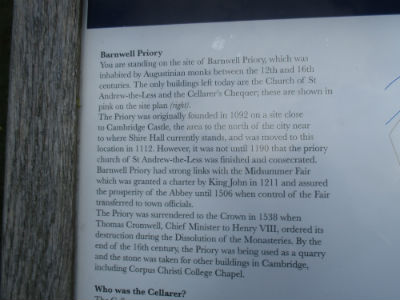 Barnwell Priory
You are standing on the site of Barnwell Priory, which was
inhabited by Augustinian monks between the 12th and 16th
centuries. The only buildings left today are the Church of St
Andrew-the-Less and the Cellarer's Chequer; these are shown in
pink on the site plan (right).
The Priory was originally founded in 1092 on a site close
to Cambridge Castle, the area to the north of the city near
to where Shire Hall currently stands, and was moved to this
location in 1112. However, it was not until 1190 that the priory
church of St Andrew-the-Less was finished and consecrated.
Barnwell Priory had strong links with the Midsummer Fair
which was granted a charter by King John in 1211 and assured
the prosperity of the Abbey until 1506 when control of the Fair
transferred to town officials.
The Priory was surrendered to the Crown in 1538 when
Thomas Cromwell, Chief Minister to Henry VIII, ordered its
destruction during the Dissolution of the Monasteries. By the
end of the 16th century, the Priory was being used as a quarry
and the stone was taken for other buildings in Cambridge,
including Corpus Christi College Chapel.
Who was the Cellarer?